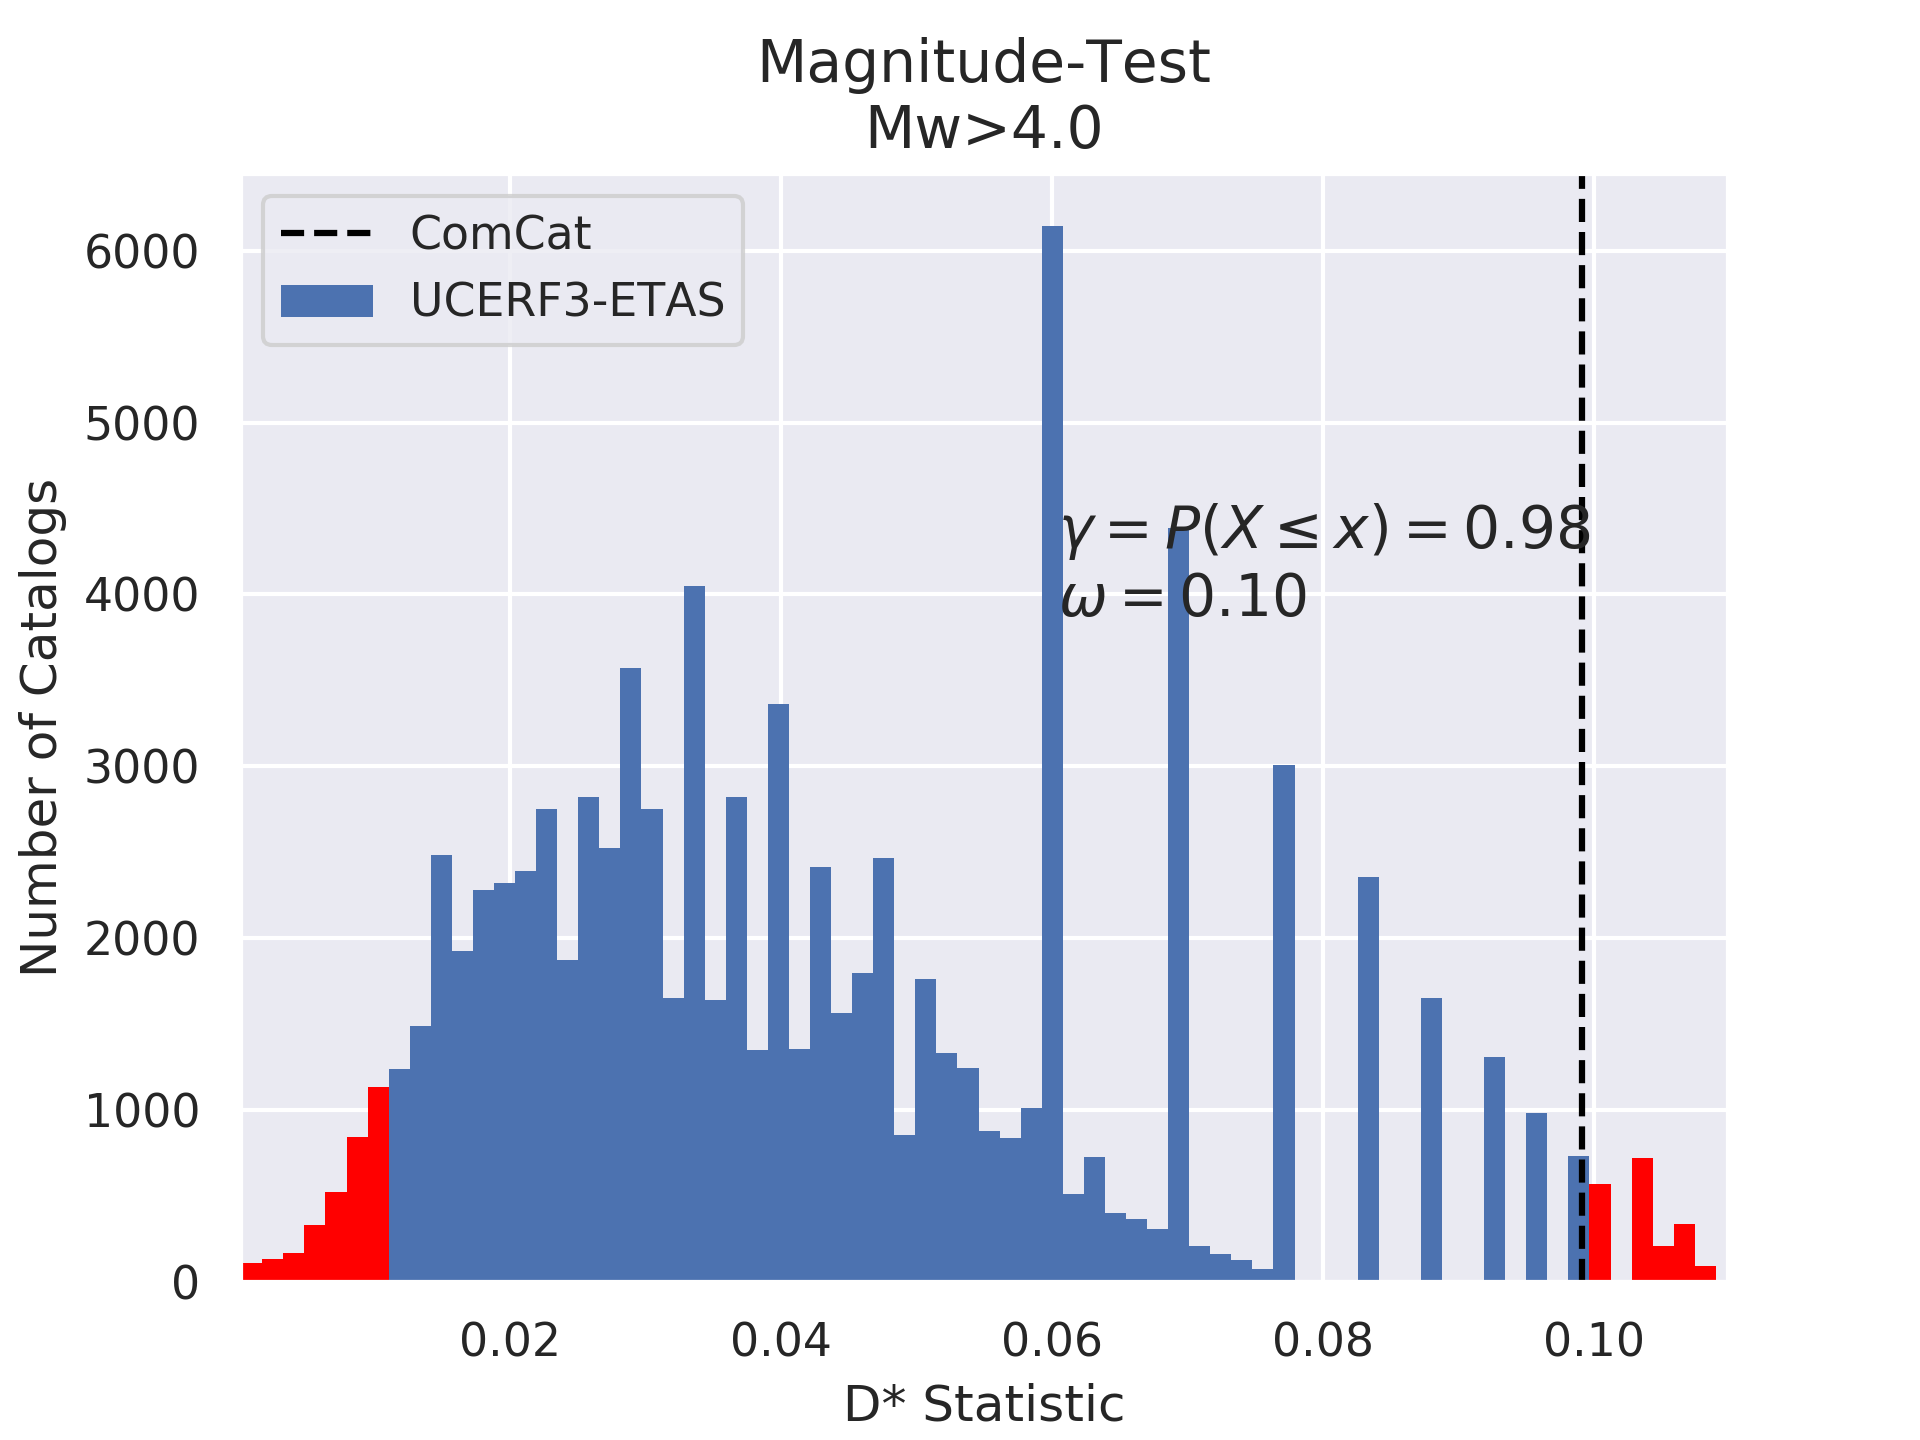 Magnitude-Test
Mw>4.0
ComCat
UCERF3-ETAS
γ = P(X ≤ x) = 0.98
ω = 0.10
Number of Catalogs
6000
5000
4000
3000
2000
1000
0
0.02 0.04 0.06 0.08 0.10
D* Statistic